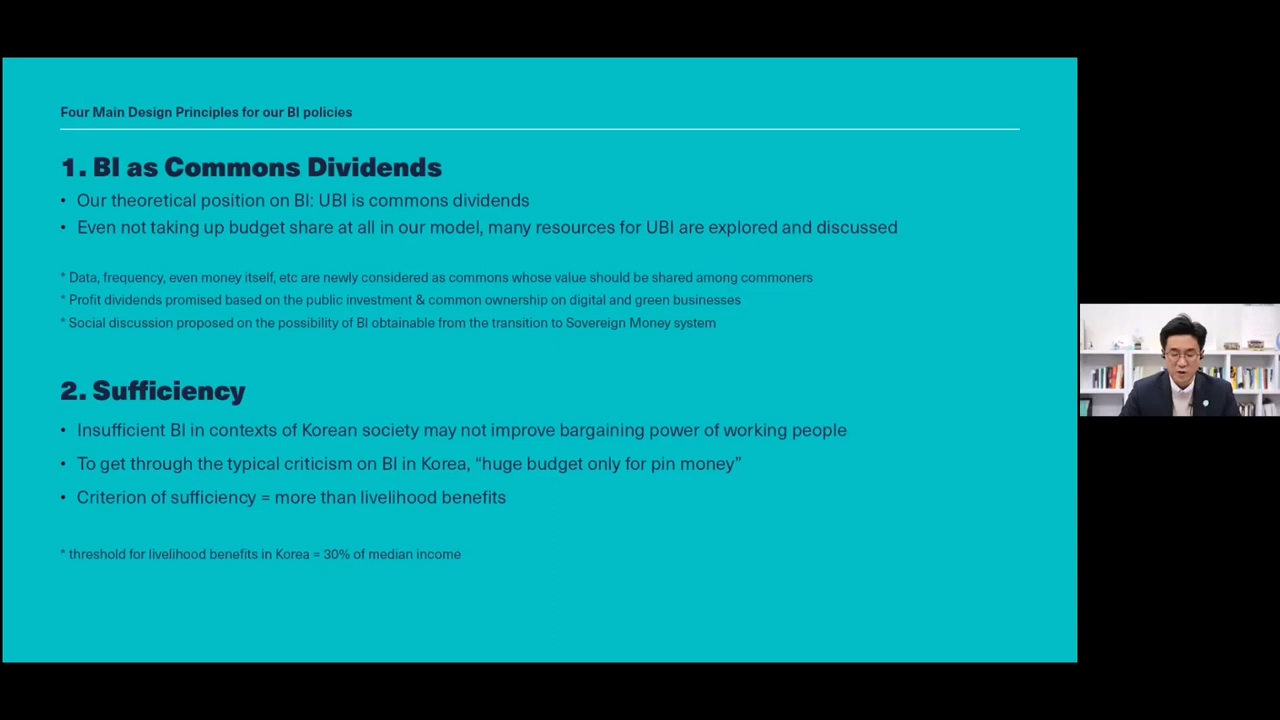 Four Main Design Principles for our BI policies
1. BI as Commons Dividends
• Our theoretical position on BI: UBI is commons dividends
• Even not taking up budget share at all in our model, many resources for UBI are explored and discussed
* Data, frequency, even money itself, etc are newly considered as commons whose value should be shared among commoners
* Profit dividends promised based on the public investment & common ownership on digital and green businesses
* Social discussion proposed on the possibility of BI obtainable from the transition to Sovereign Money system
2. Sufficiency
• Insufficient BI in contexts of Korean society may not improve bargaining power of working people
• To get through the typical criticism on BI in Korea, “huge budget only for pin money”
• Criterion of sufficiency = more than livelihood benefits
* threshold for livelihood benefits in Korea = 30% of median income